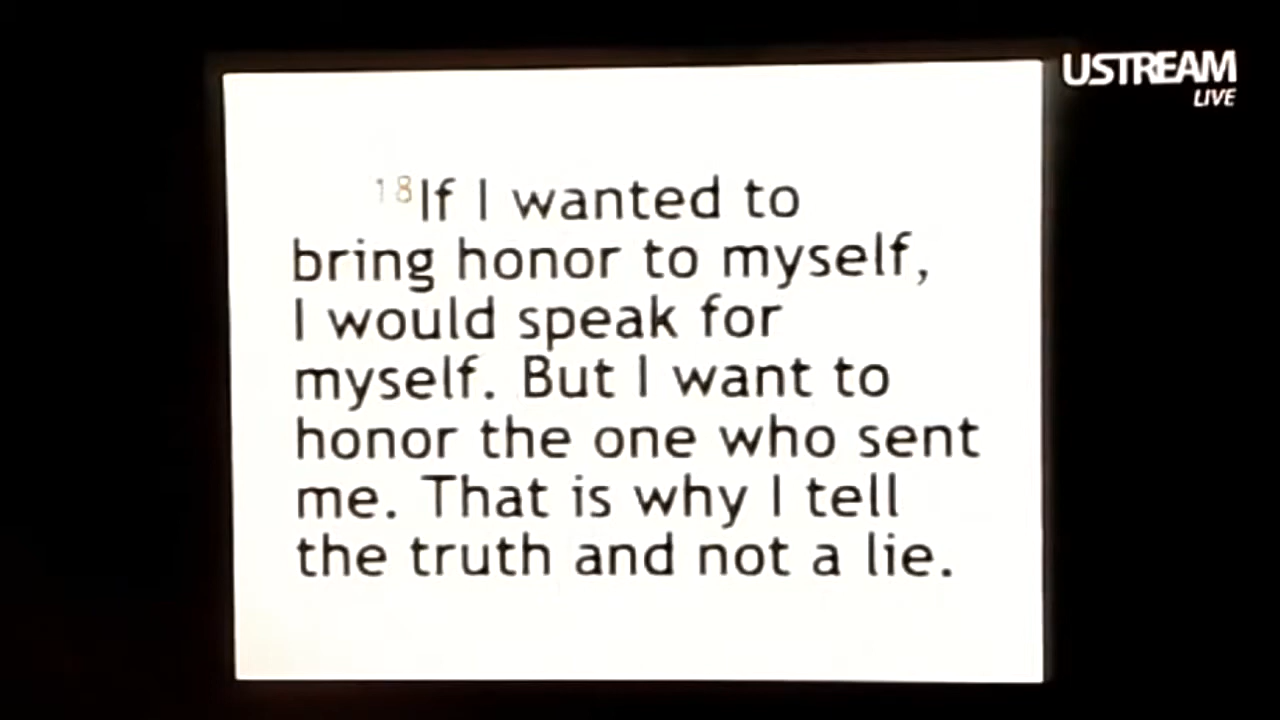 USTREAM
LIVE
18If I wanted to
bring honor to myself,
I would speak for
myself. But I want to
honor the one who sent
me. That is why I tell
the truth and not a lie.